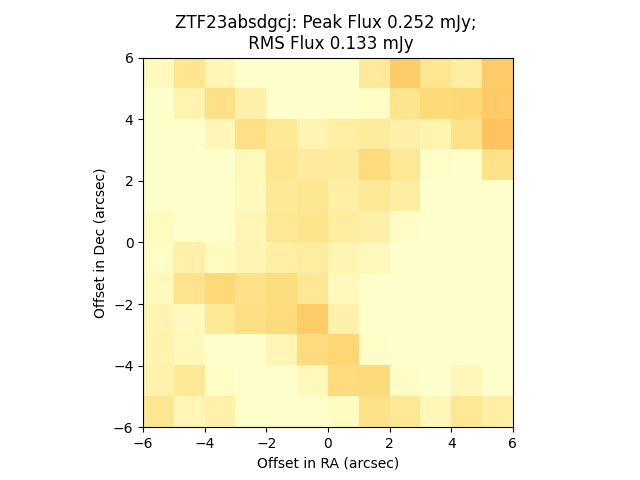 ZTF23absdgcj: Peak Flux 0.252 mJy;
RMS Flux 0.133 mJy
6
4
2
0
−2
−4
−6
Offset in Dec (arcsec)
−6 −4 −2 0 2 4 6
Offset in RA (arcsec)